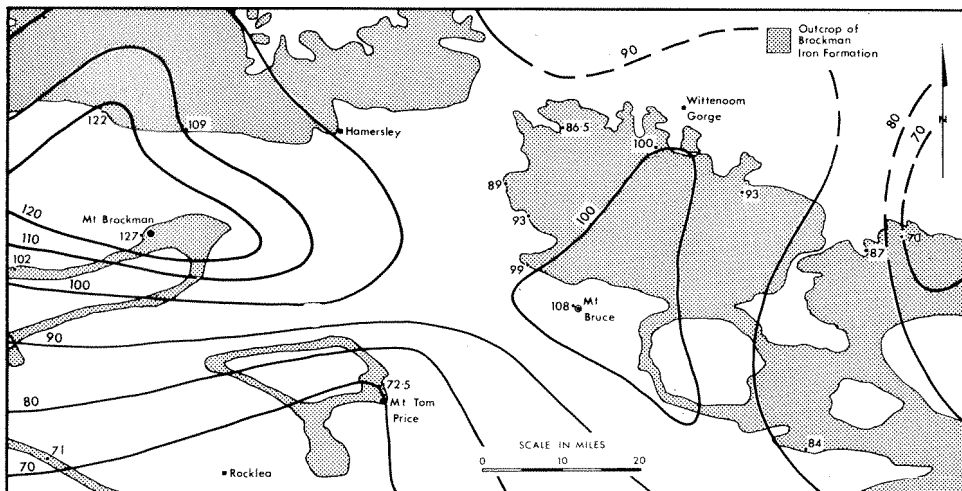 Outcrop of
Brockman
Iron Formation
90
N
80
70
122
109
Hamersley
Wittenoom
Gorge
86·5
100
89
93
100
93
120
Mt Brockman
127
110
102
100
99
70
87
108
Mt
Bruce
90
80
72·5
Mt Tom
Price
84
71
70
Rocklea
SCALE IN MILES
0 10 20